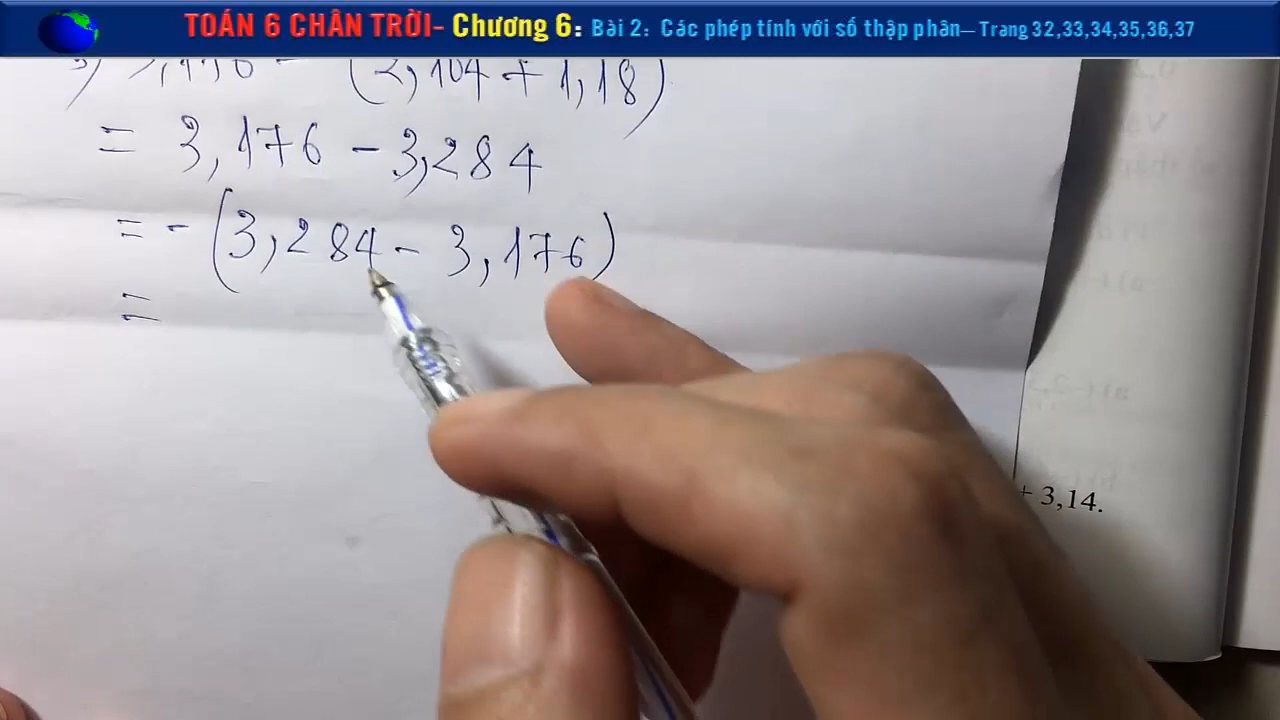 TOÁN 6 CHÂN TRỜI- Chương 6: Bài 2: Các phép tính với số thập phân– Trang 32,33,34,35,36,37
(2,104 + 1,18)
= 3,176 - 3,284
= - (3,284 - 3,176)
=
+ 3,14.